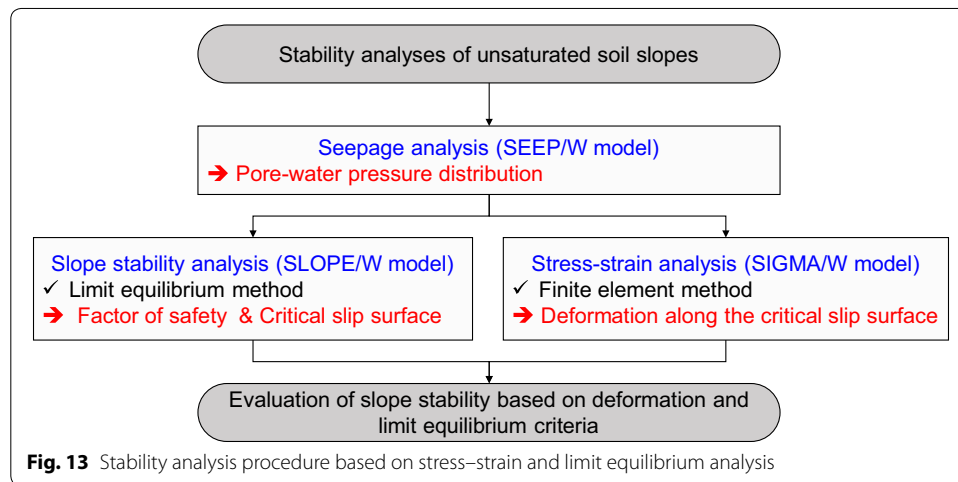 Stability analyses of unsaturated soil slopes
Seepage analysis (SEEP/W model)
➔ Pore-water pressure distribution
Slope stability analysis (SLOPE/W model)
✓ Limit equilibrium method
➔ Factor of safety & Critical slip surface
Stress-strain analysis (SIGMA/W model)
✓ Finite element method
➔ Deformation along the critical slip surface
Evaluation of slope stability based on deformation and
limit equilibrium criteria
Fig. 13 Stability analysis procedure based on stress–strain and limit equilibrium analysis